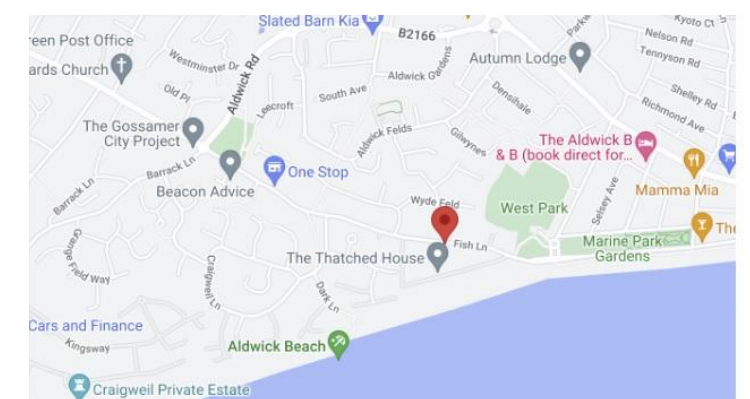 Slated Barn Kia
B2166
Kyoto Ct
Nelson Rd
Tennyson Rd
reen Post Office
ards Church
Westminster Dr
Autumn Lodge
Aldwick Gardens
Old Pl
Aldwick Rd
South Ave
Leecroft
Densihale
Shelley Rd
Richmond Ave
The Gossamer
City Project
Aldwick Felds
Gilwynes
The Aldwick B
& B (book direct for...
Barrack Ln
Beacon Advice
One Stop
Mamma Mia
Barrack Ln
Wyde Feld
West Park
Selsey Ave
The
Fish Ln
Marine Park
Gardens
The Thatched House
Grange Field Way
Craigweil Ln
Dark Ln
Cars and Finance
Kingsway
Aldwick Beach
Craigweil Private Estate